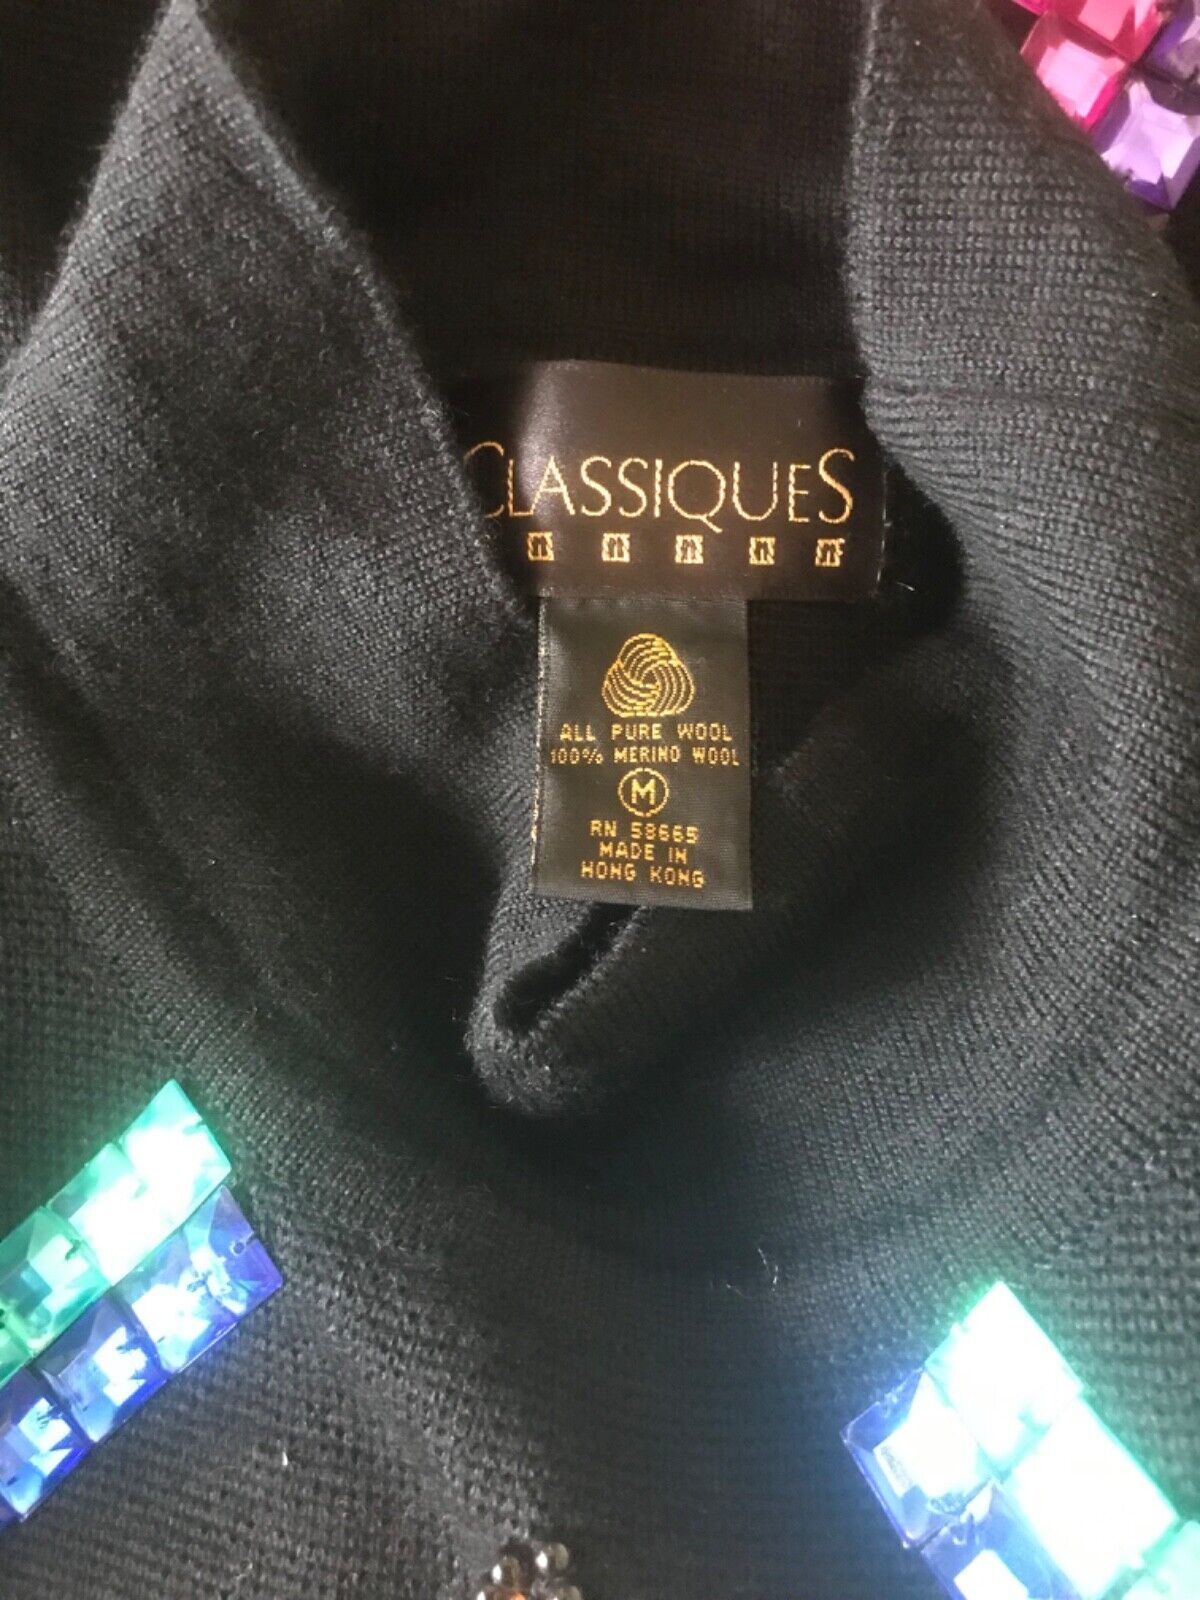 CLASSIQUES
ALL PURE WOOL
100% MERINO WOOL
M
RN 58665
MADE IN
HONG KONG